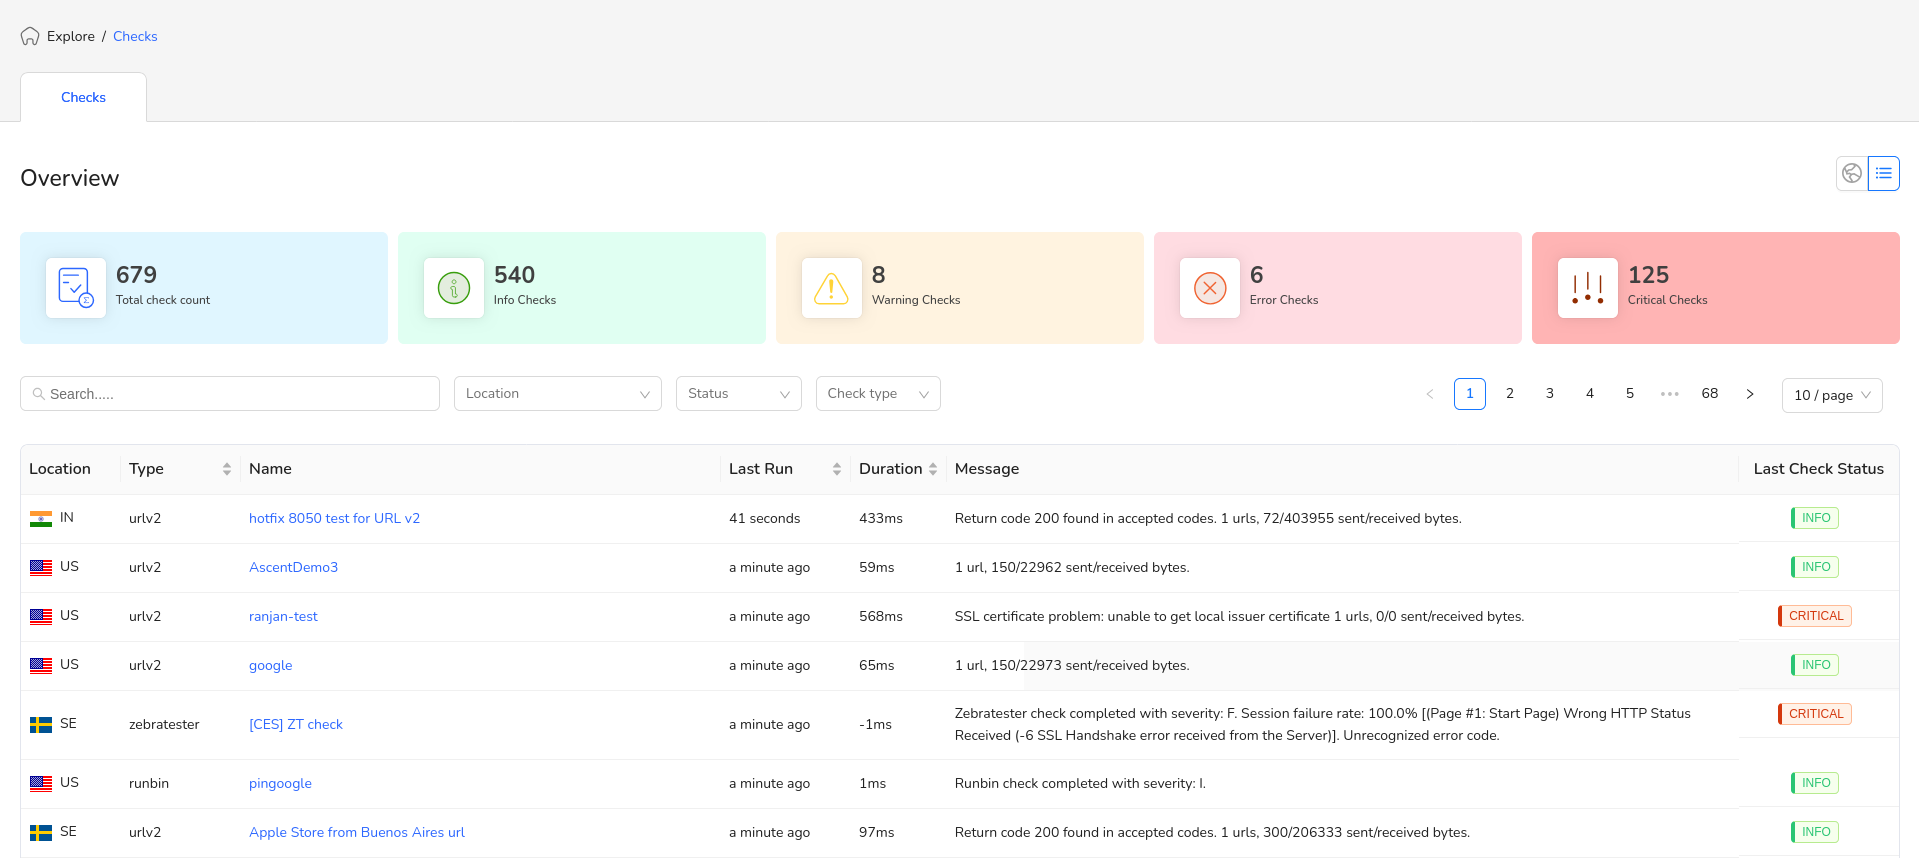 Explore / Checks
Checks
Overview
679
Total check count
540
Info Checks
8
Warning Checks
6
Error Checks
125
Critical Checks
Search.....
Location
Status
Check type
1 2 3 4 5 ••• 68
10 / page
Location Type Name Last Run Duration Message Last Check Status
IN urlv2 hotfix 8050 test for URL v2 41 seconds 433ms Return code 200 found in accepted codes. 1 urls, 72/403955 sent/received bytes. INFO
US urlv2 AscentDemo3 a minute ago 59ms 1 url, 150/22962 sent/received bytes. INFO
US urlv2 ranjan-test a minute ago 568ms SSL certificate problem: unable to get local issuer certificate 1 urls, 0/0 sent/received bytes. CRITICAL
US urlv2 google a minute ago 65ms 1 url, 150/22973 sent/received bytes. INFO
SE zebratester [CES] ZT check a minute ago -1ms Zebratester check completed with severity: F. Session failure rate: 100.0% [(Page #1: Start Page) Wrong HTTP Status CRITICAL
Received (-6 SSL Handshake error received from the Server)]. Unrecognized error code.
US runbin pingoogle a minute ago 1ms Runbin check completed with severity: I. INFO
SE urlv2 Apple Store from Buenos Aires url a minute ago 97ms Return code 200 found in accepted codes. 1 urls, 300/206333 sent/received bytes. INFO